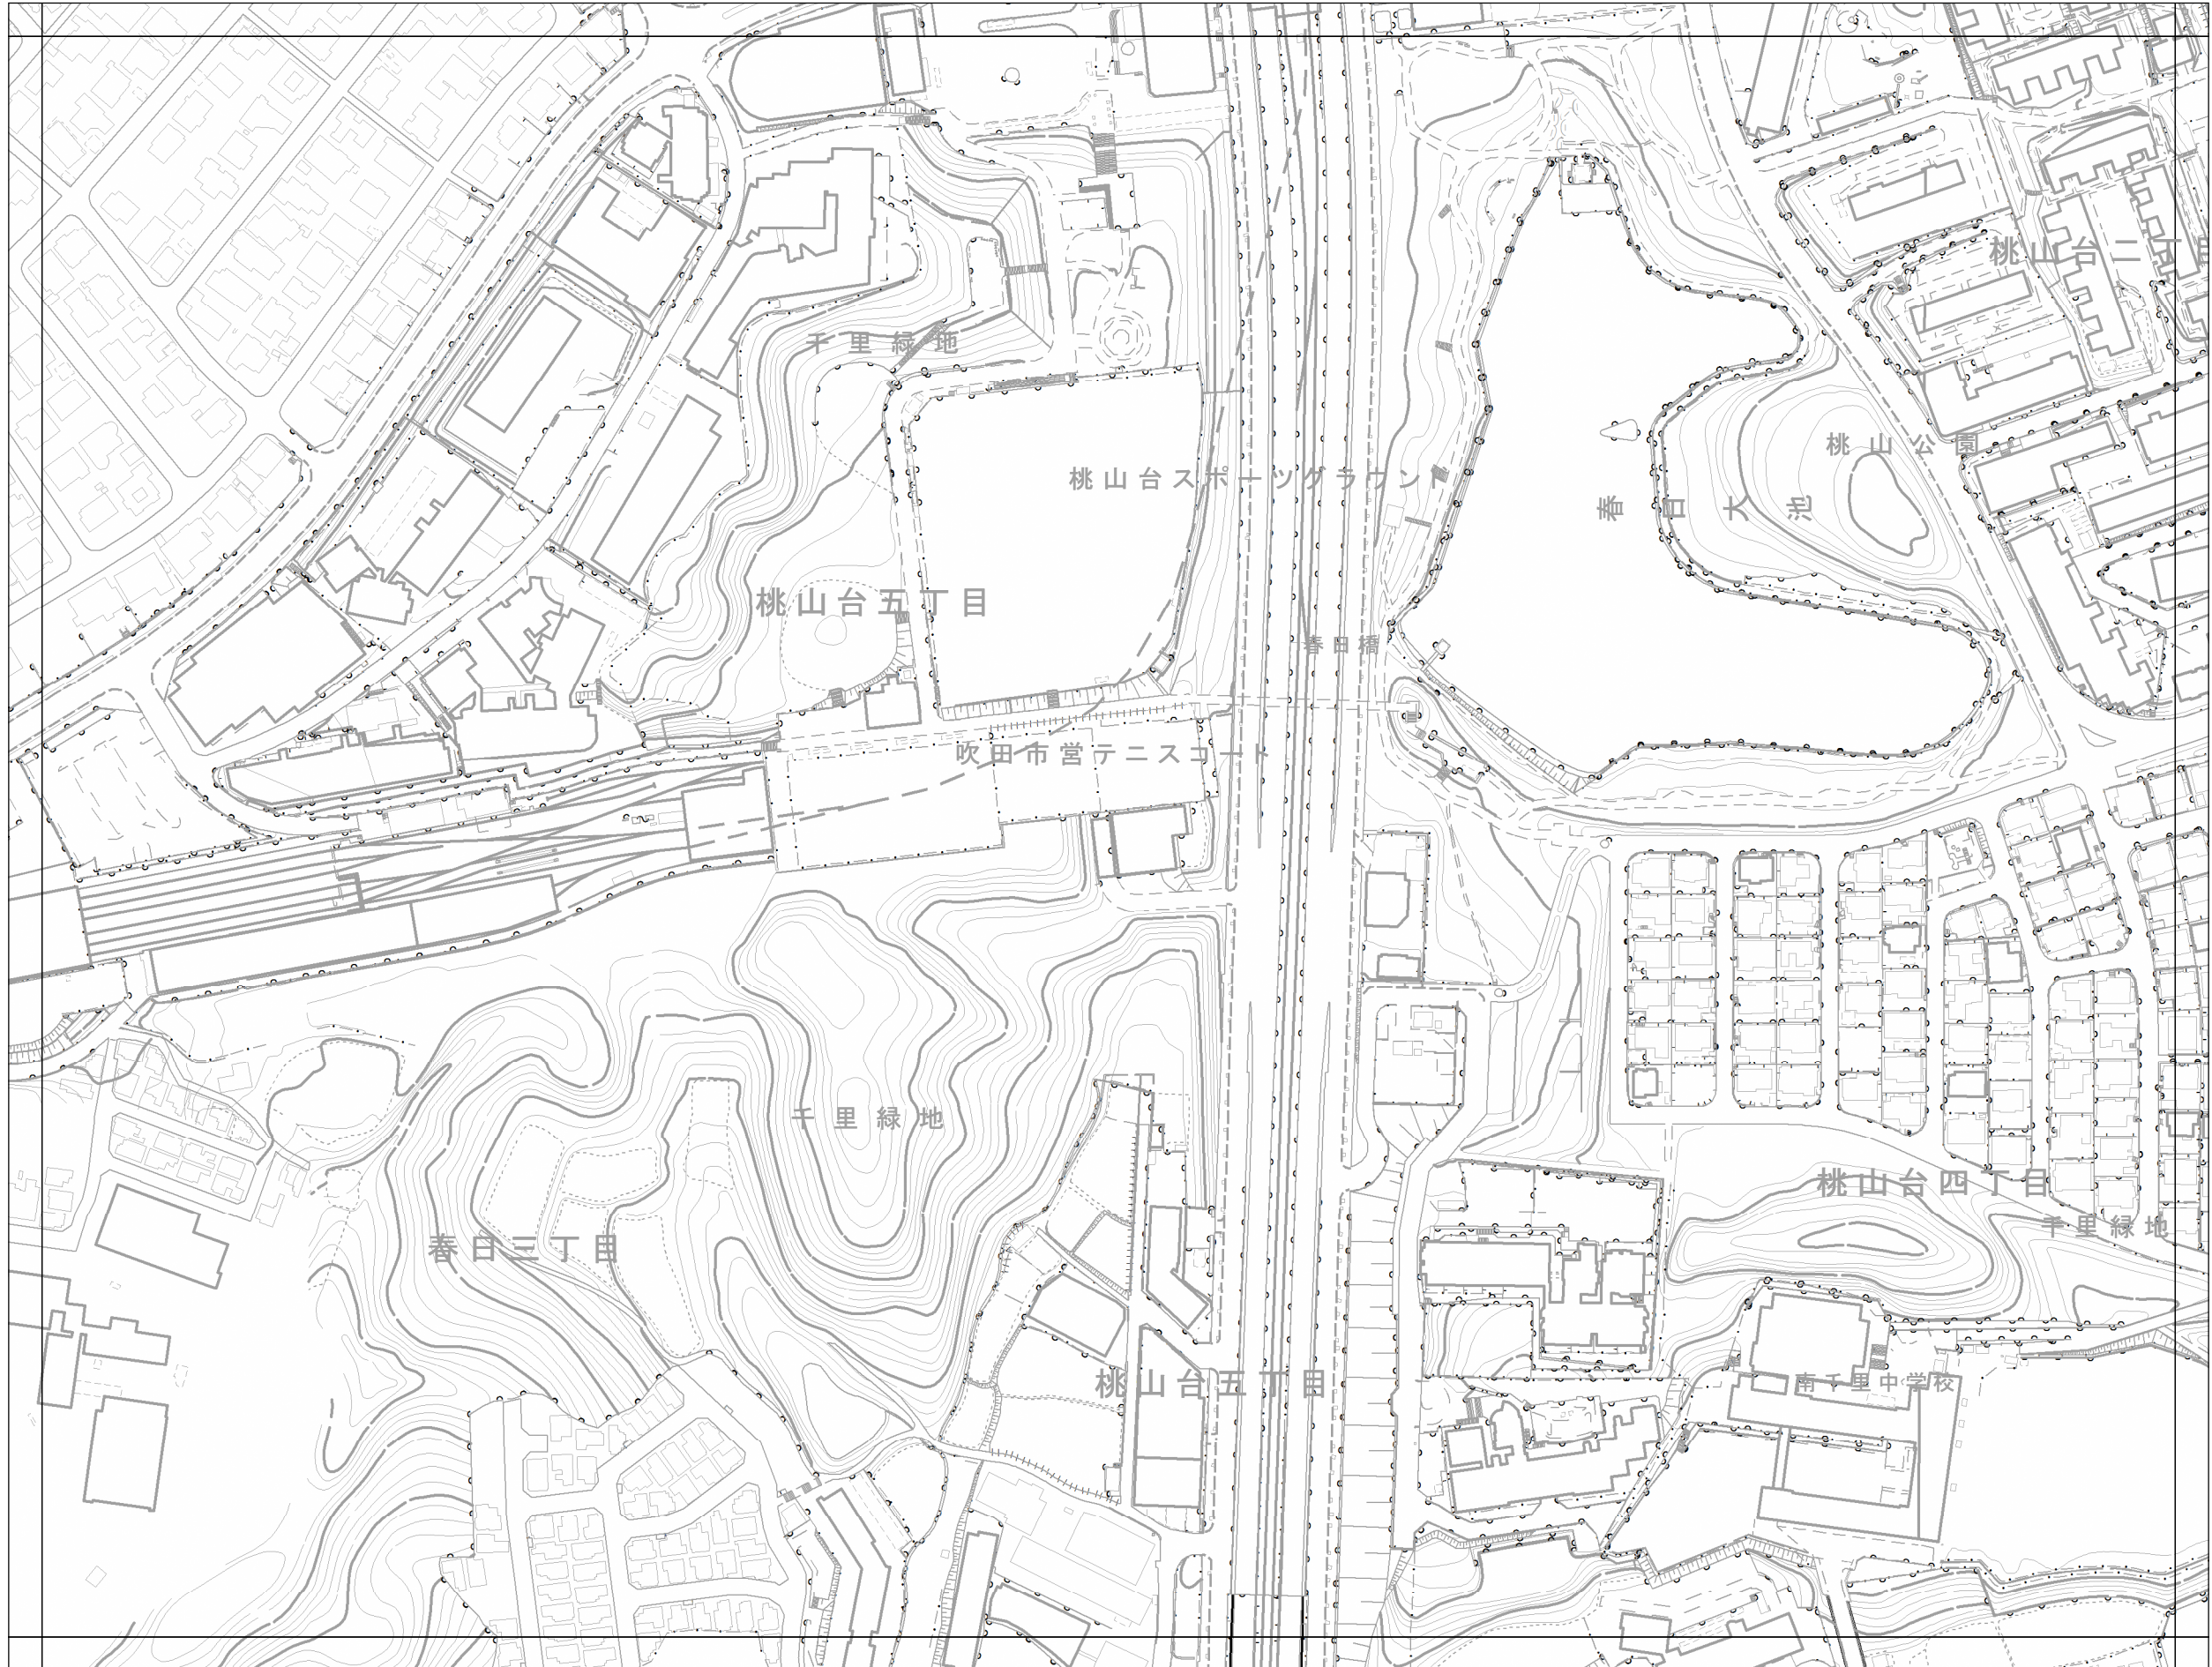 桃山台二丁目
千里緑地
桃山公園
桃山台スポーツグラウンド
春日大池
桃山台五丁目
春日橋
吹田市営テニスコート
千里緑地
桃山台四丁目
千里緑地
春日三丁目
桃山台五丁目
南千里中学校